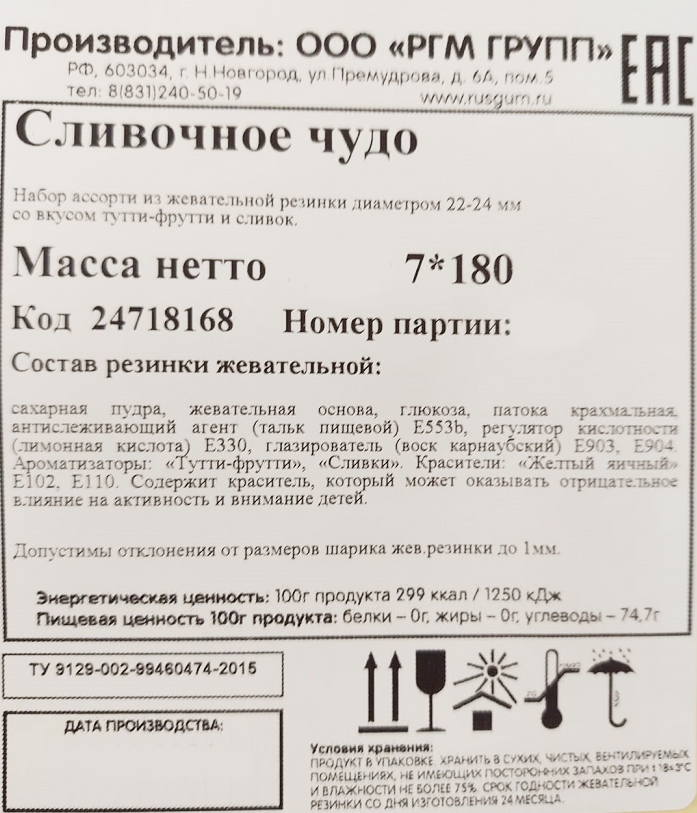 Производитель: ООО «РГМ ГРУПП»
РФ, 603034, г. Н.Новгород, ул Премудрова, д. 6А, пом.5
тел: 8(831)240-50-19 www.rusgum.ru
EAC
Сливочное чудо
Набор ассорти из жевательной резинки диаметром 22-24 мм
со вкусом тутти-фрутти и сливок.
Масса нетто 7*180
Код 24718168 Номер партии:
Состав резинки жевательной:
сахарная пудра, жевательная основа, глюкоза, патока крахмальная,
антислеживающий агент (тальк пищевой) Е553b, регулятор кислотности
(лимонная кислота) Е330, глазирователь (воск карнаубский) Е903, Е904.
Ароматизаторы: «Тутти-фрутти», «Сливки». Красители: «Желтый яичный»
Е102, Е110. Содержит краситель, который может оказывать отрицательное
влияние на активность и внимание детей.
Допустимы отклонения от размеров шарика жев.резинки до 1мм.
Энергетическая ценность: 100г продукта 299 ккал / 1250 кДж
Пищевая ценность 100г продукта: белки – 0г, жиры – 0г, углеводы – 74,7г
ТУ 9129-002-99460474-2015
ДАТА ПРОИЗВОДСТВА:
Условия хранения:
ПРОДУКТ В УПАКОВКЕ. ХРАНИТЬ В СУХИХ, ЧИСТЫХ, ВЕНТИЛИРУЕМЫХ
ПОМЕЩЕНИЯХ, НЕ ИМЕЮЩИХ ПОСТОРОННИХ ЗАПАХОВ ПРИ t 18±3°С
И ВЛАЖНОСТИ НЕ БОЛЕЕ 75%. СРОК ГОДНОСТИ ЖЕВАТЕЛЬНОЙ
РЕЗИНКИ СО ДНЯ ИЗГОТОВЛЕНИЯ 24 МЕСЯЦА.